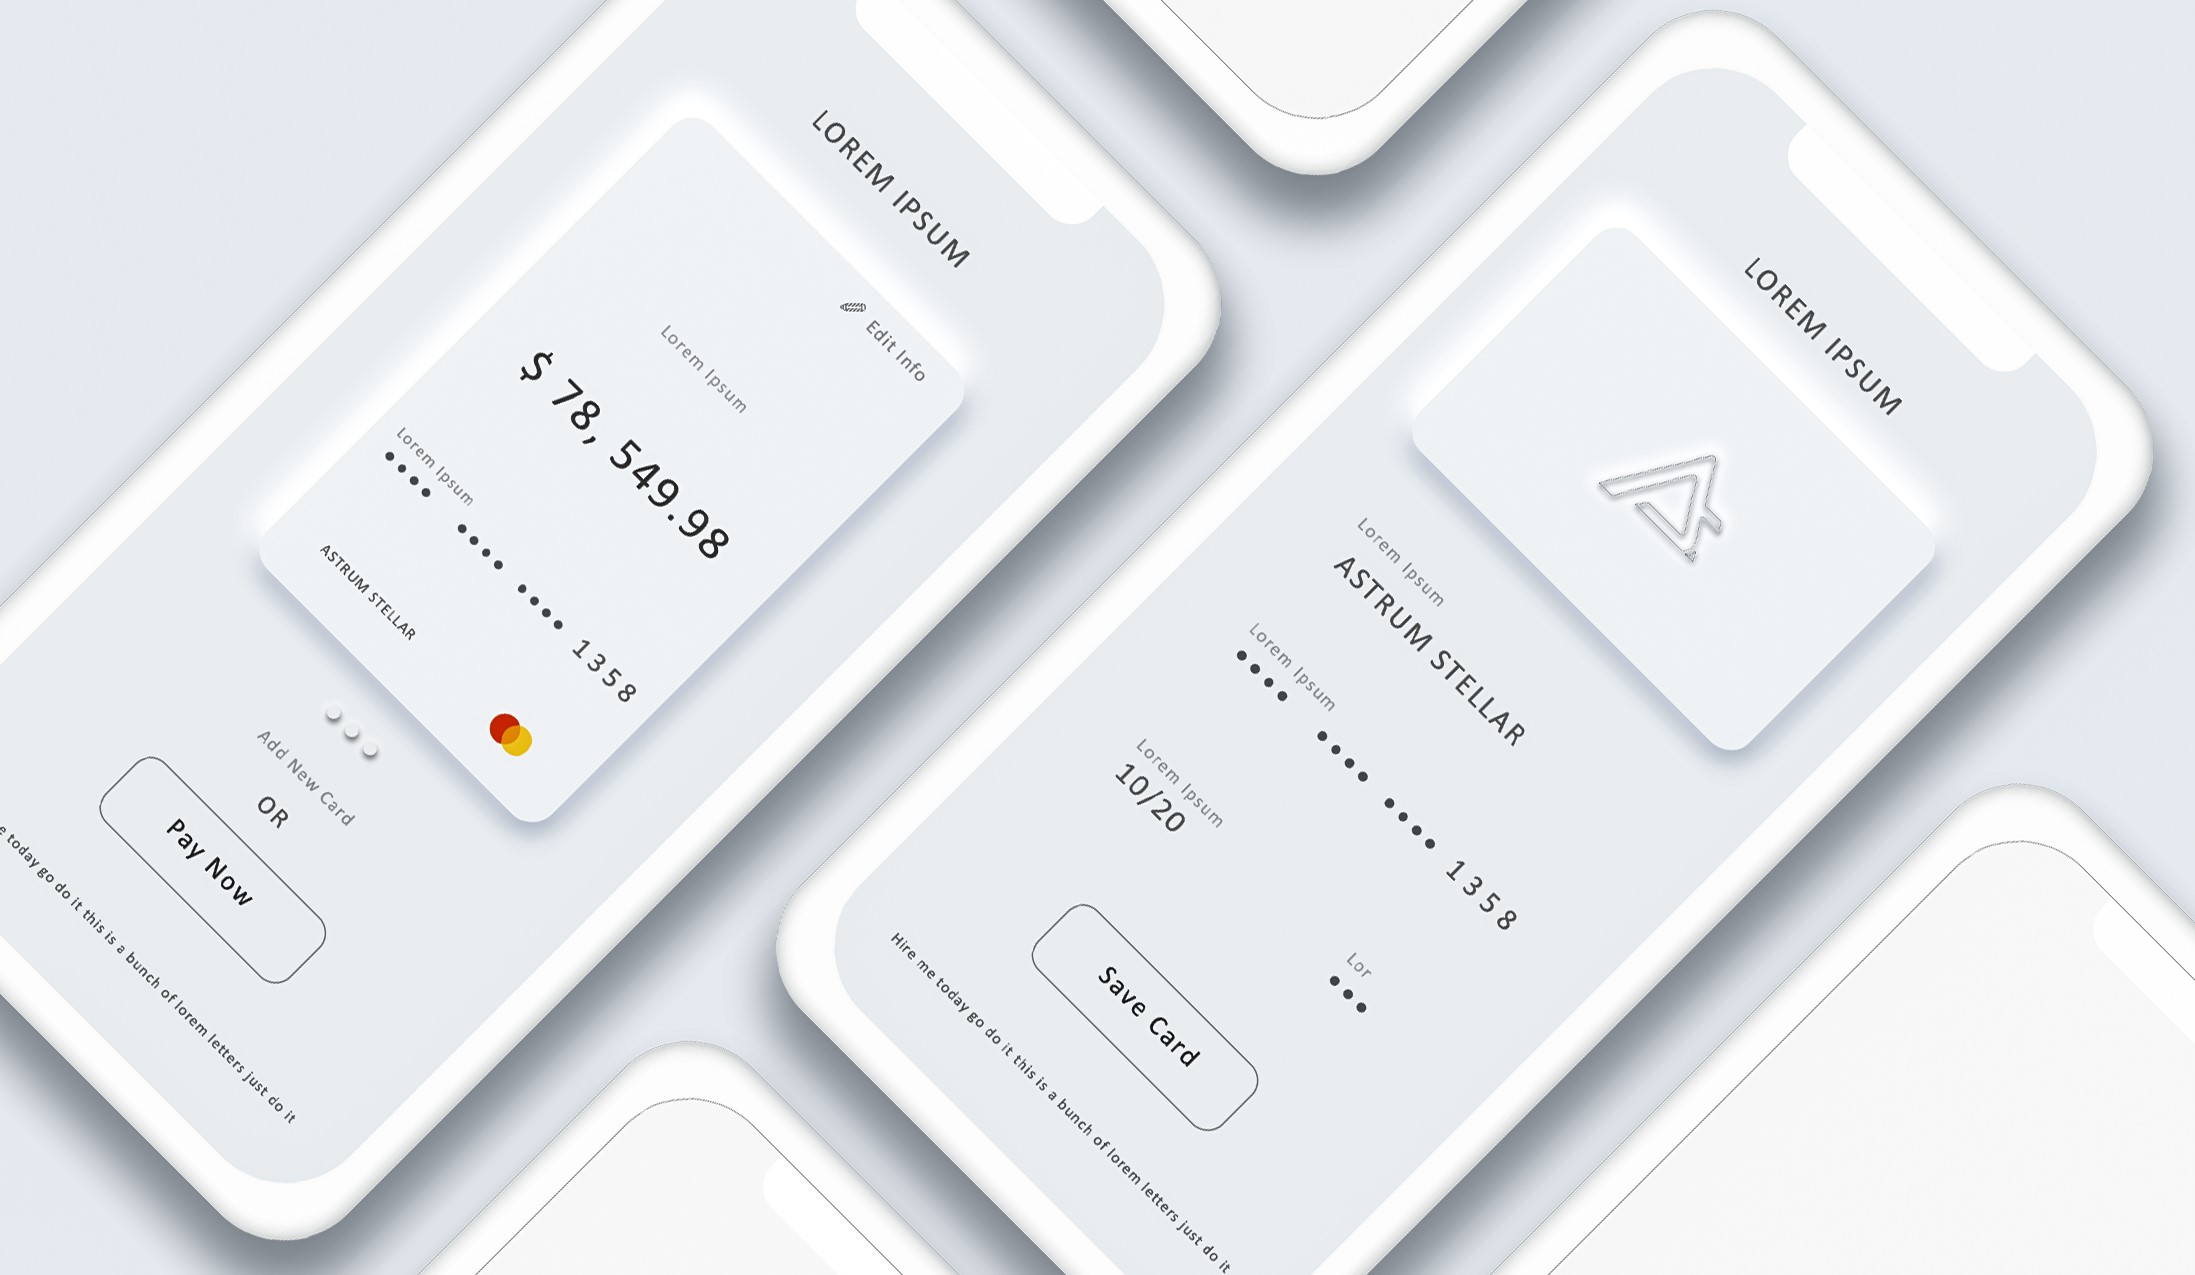 LOREM IPSUM
Edit Info
Lorem Ipsum
$ 78, 549.98
Lorem Ipsum
•••• •••• •••• 1358
ASTRUM STELLAR
Add New Card
OR
Pay Now
today go do it this is a bunch of lorem letters just do it
LOREM IPSUM
Lorem Ipsum
ASTRUM STELLAR
Lorem Ipsum
•••• •••• •••• 1358
Lorem Ipsum
10/20
Lor
•••
Save Card
Hire me today go do it this is a bunch of lorem letters just do it